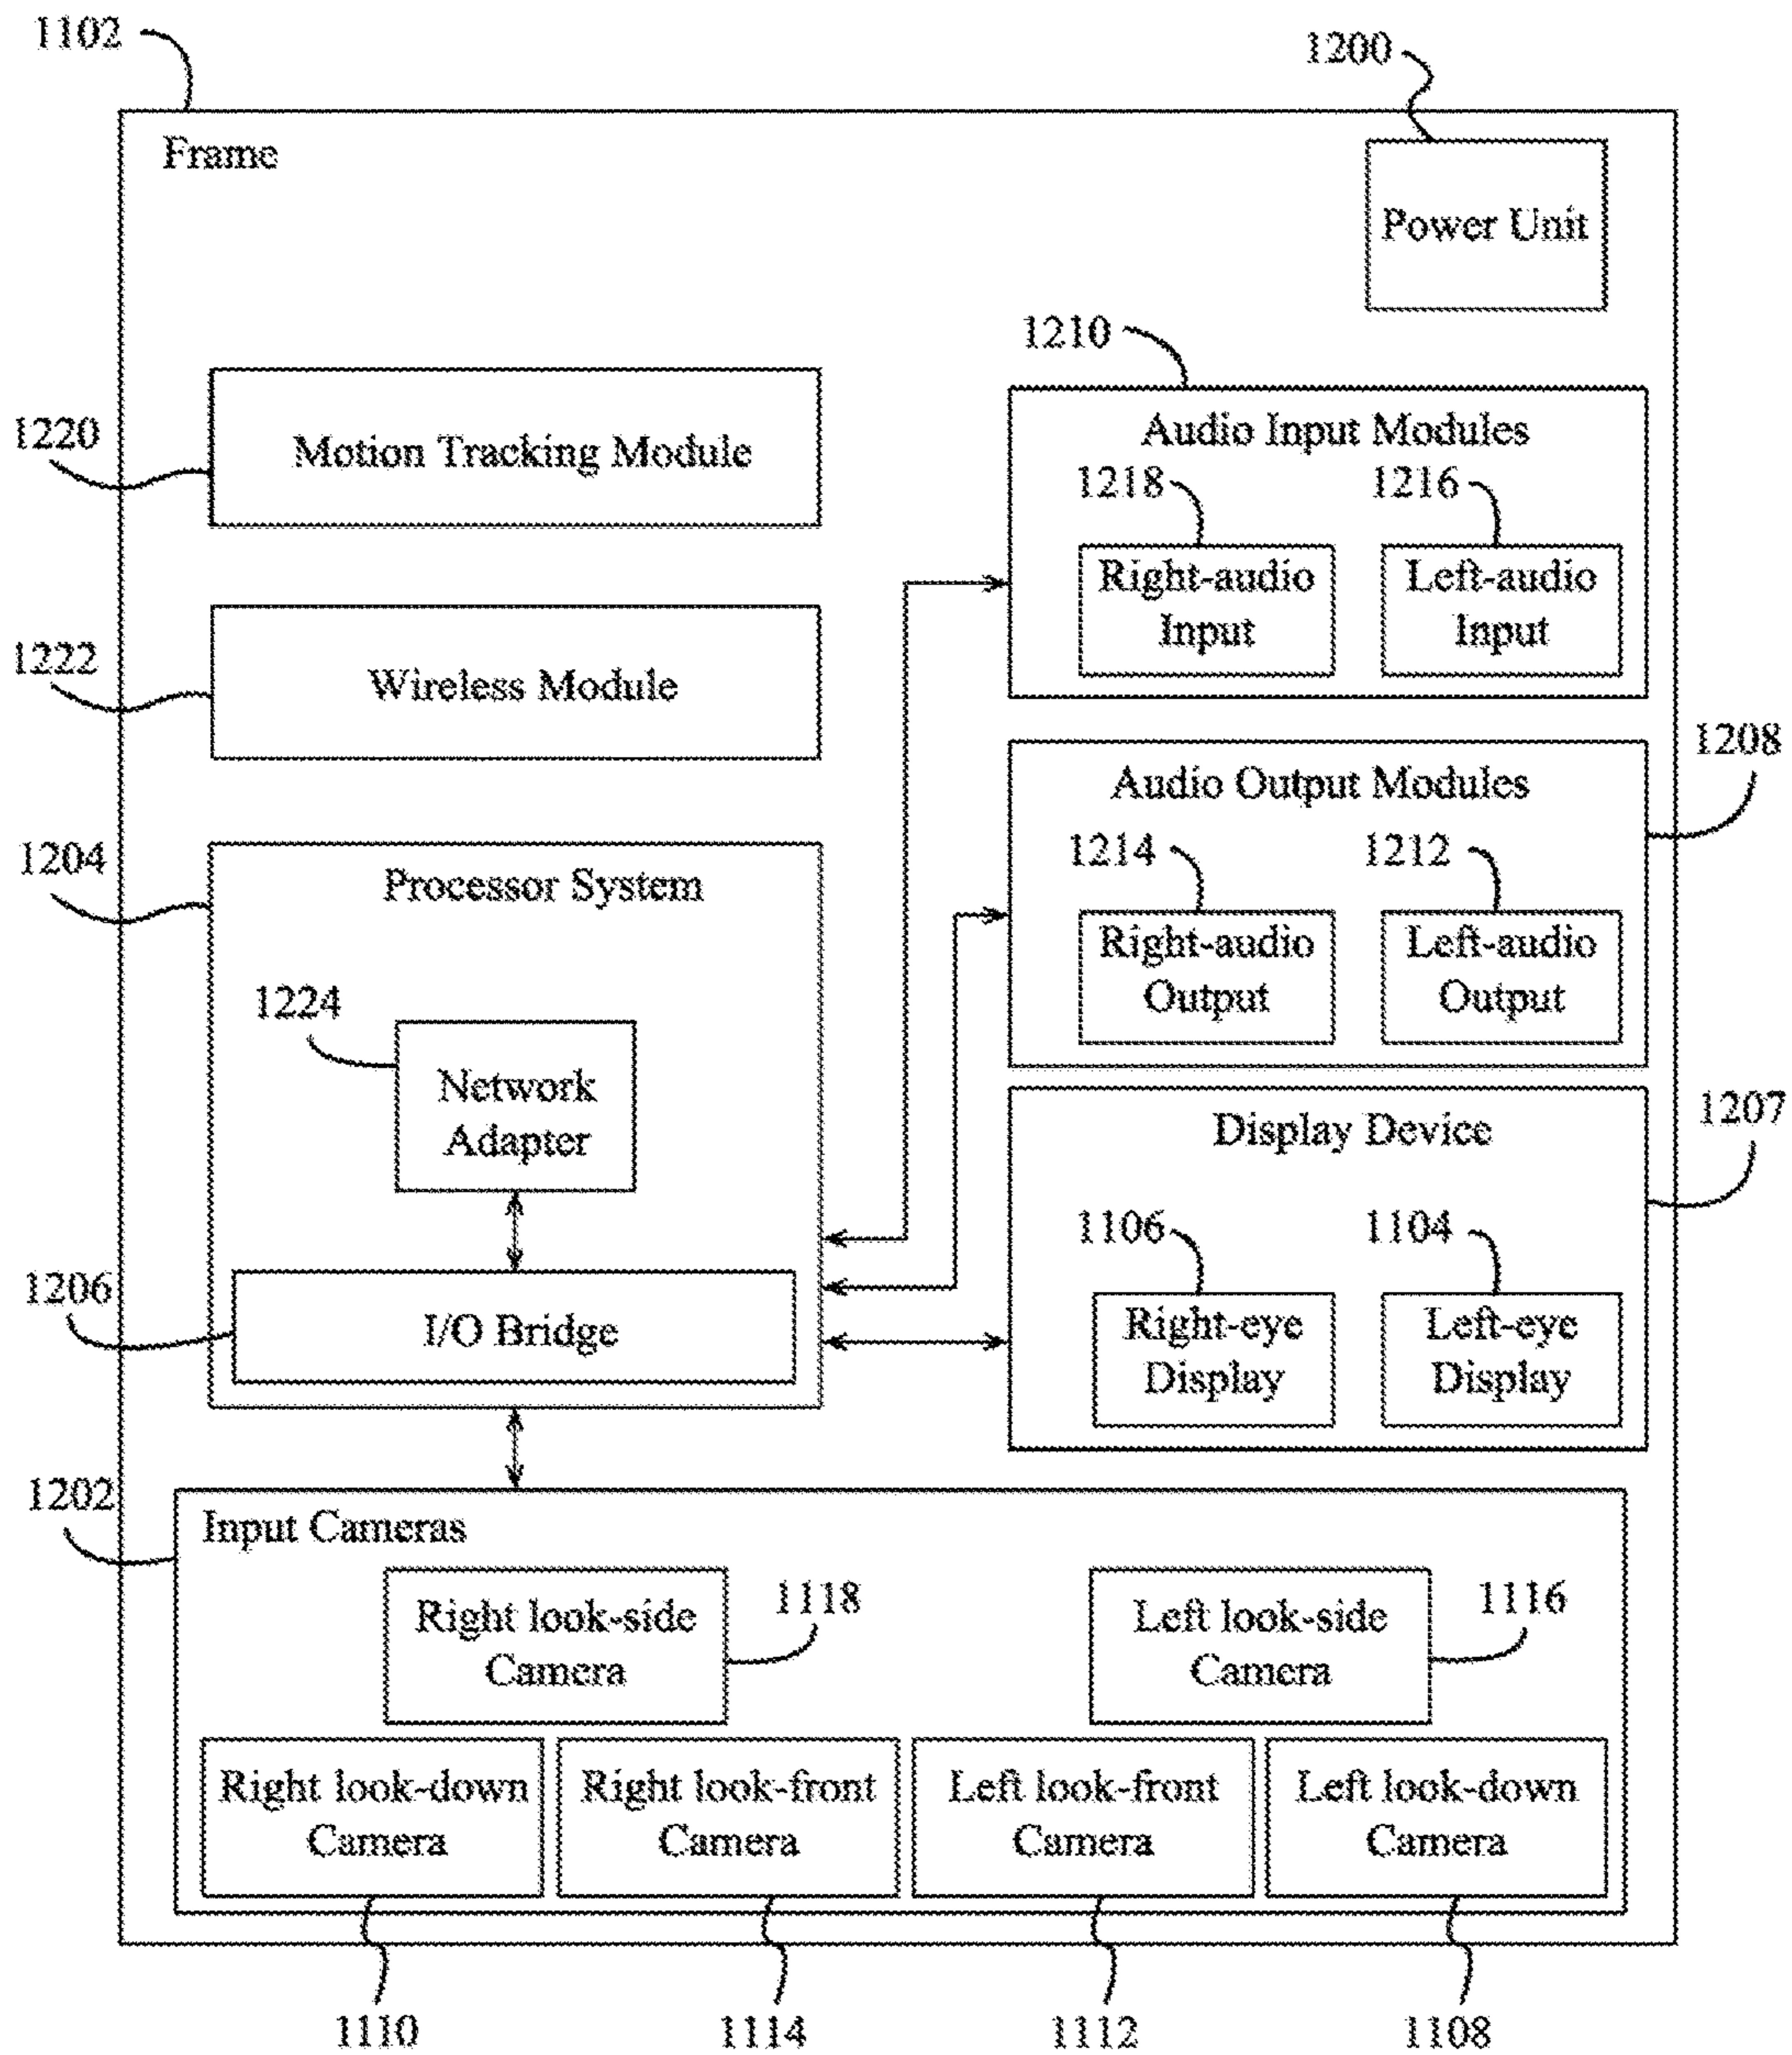 1102
1200
Frame
Power Unit
1210
1220
Motion Tracking Module
Audio Input Modules
1218
1216
Right-audio
Input
Left-audio
Input
1222
Wireless Module
1208
Audio Output Modules
1214
1212
Right-audio
Output
Left-audio
Output
1204
Processor System
1224
Network
Adapter
1207
Display Device
1106
1104
Right-eye
Display
Left-eye
Display
1206
I/O Bridge
1202
Input Cameras
Right look-side
Camera
1118
Left look-side
Camera
1116
Right look-down
Camera
Right look-front
Camera
Left look-front
Camera
Left look-down
Camera
1110
1114
1112
1108